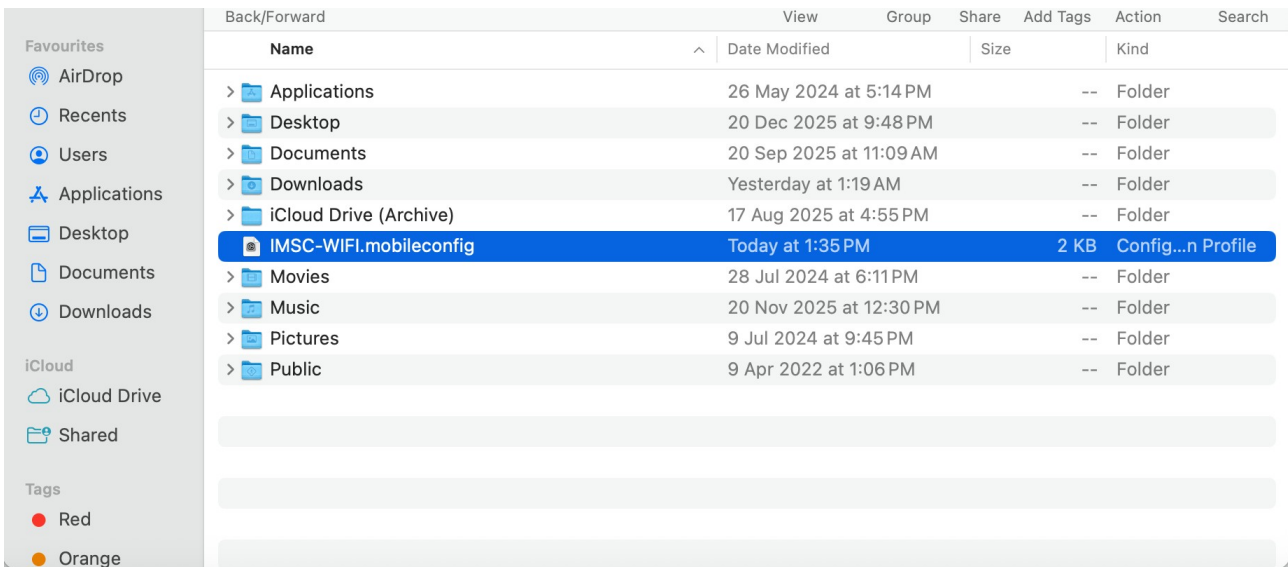 Back/Forward View Group Share Add Tags Action Search
Favourites
AirDrop
Recents
Users
Applications
Desktop
Documents
Downloads
iCloud
iCloud Drive
Shared
Tags
Red
Orange
Name Date Modified Size Kind
Applications 26 May 2024 at 5:14 PM -- Folder
Desktop 20 Dec 2025 at 9:48 PM -- Folder
Documents 20 Sep 2025 at 11:09 AM -- Folder
Downloads Yesterday at 1:19 AM -- Folder
iCloud Drive (Archive) 17 Aug 2025 at 4:55 PM -- Folder
IMSC-WIFI.mobileconfig Today at 1:35 PM 2 KB Config...n Profile
Movies 28 Jul 2024 at 6:11 PM -- Folder
Music 20 Nov 2025 at 12:30 PM -- Folder
Pictures 9 Jul 2024 at 9:45 PM -- Folder
Public 9 Apr 2022 at 1:06 PM -- Folder